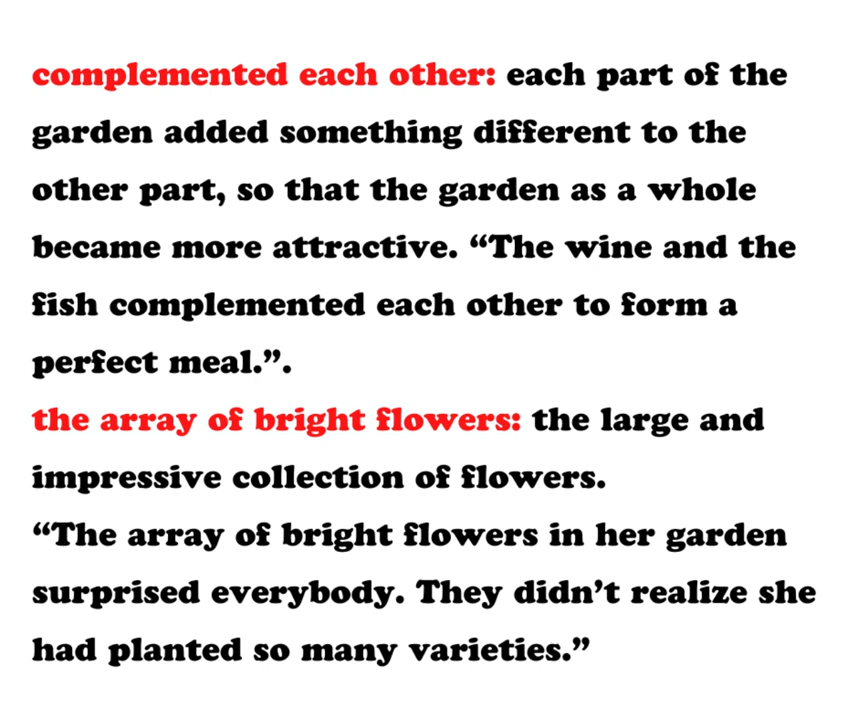 complemented each other: each part of the
garden added something different to the
other part, so that the garden as a whole
became more attractive. “The wine and the
fish complemented each other to form a
perfect meal.”.
the array of bright flowers: the large and
impressive collection of flowers.
“The array of bright flowers in her garden
surprised everybody. They didn’t realize she
had planted so many varieties.”